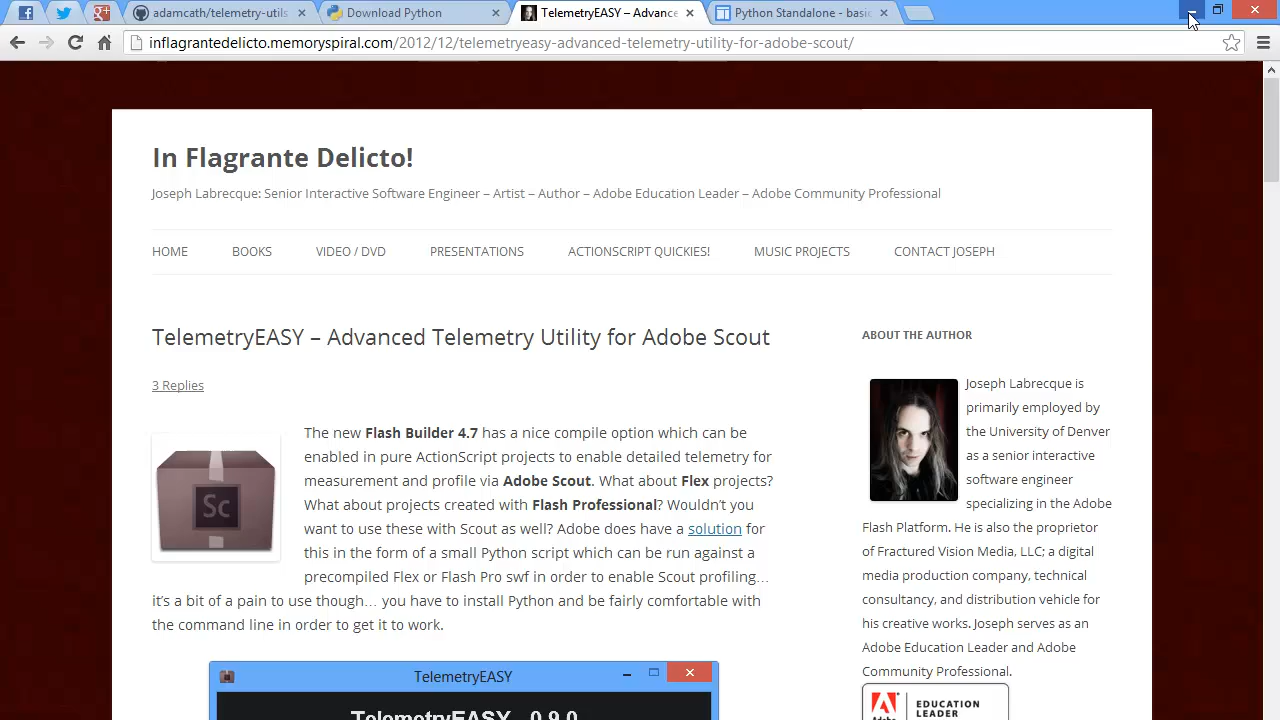 adamcath/telemetry-utils
Download Python
TelemetryEASY – Advance
Python Standalone - basic
inflagrantedelicto.memoryspiral.com/2012/12/telemetryeasy-advanced-telemetry-utility-for-adobe-scout/
In Flagrante Delicto!
Joseph Labrecque: Senior Interactive Software Engineer – Artist – Author – Adobe Education Leader – Adobe Community Professional
HOME BOOKS VIDEO / DVD PRESENTATIONS ACTIONSCRIPT QUICKIES! MUSIC PROJECTS CONTACT JOSEPH
TelemetryEASY – Advanced Telemetry Utility for Adobe Scout
3 Replies
Sc
The new Flash Builder 4.7 has a nice compile option which can be
enabled in pure ActionScript projects to enable detailed telemetry for
measurement and profile via Adobe Scout. What about Flex projects?
What about projects created with Flash Professional? Wouldn't you
want to use these with Scout as well? Adobe does have a solution for
this in the form of a small Python script which can be run against a
precompiled Flex or Flash Pro swf in order to enable Scout profiling…
it's a bit of a pain to use though… you have to install Python and be fairly comfortable with
the command line in order to get it to work.
TelemetryEASY
TelemetryEASY 0.9.0
ABOUT THE AUTHOR
Joseph Labrecque is
primarily employed by
the University of Denver
as a senior interactive
software engineer
specializing in the Adobe
Flash Platform. He is also the proprietor
of Fractured Vision Media, LLC; a digital
media production company, technical
consultancy, and distribution vehicle for
his creative works. Joseph serves as an
Adobe Education Leader and Adobe
Community Professional.
Adobe
EDUCATION
LEADER